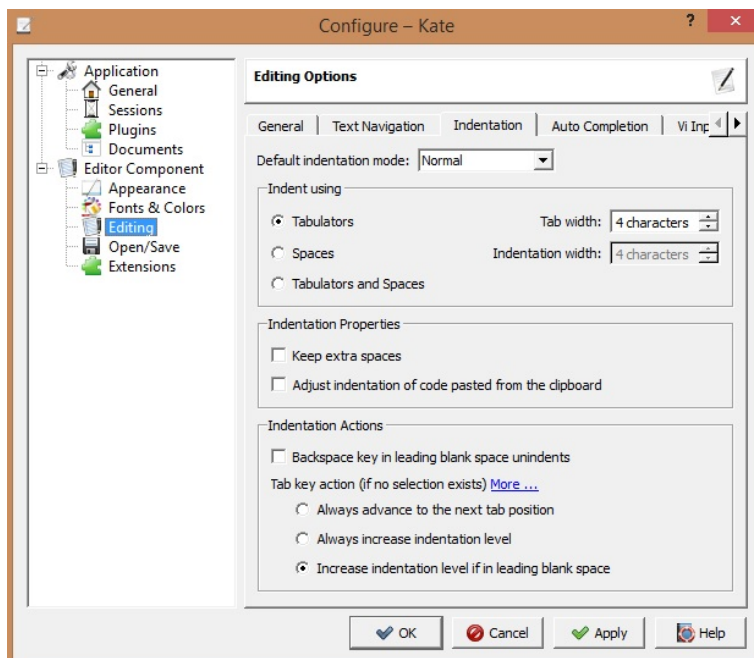 Configure – Kate
?
×
Application
General
Sessions
Plugins
Documents
Editor Component
Appearance
Fonts & Colors
Editing
Open/Save
Extensions
Editing Options
General
Text Navigation
Indentation
Auto Completion
Vi Inp
Default indentation mode: Normal
Indent using
Tabulators
Tab width: 4 characters
Spaces
Indentation width: 4 characters
Tabulators and Spaces
Indentation Properties
Keep extra spaces
Adjust indentation of code pasted from the clipboard
Indentation Actions
Backspace key in leading blank space unindents
Tab key action (if no selection exists) More ...
Always advance to the next tab position
Always increase indentation level
Increase indentation level if in leading blank space
OK
Cancel
Apply
Help